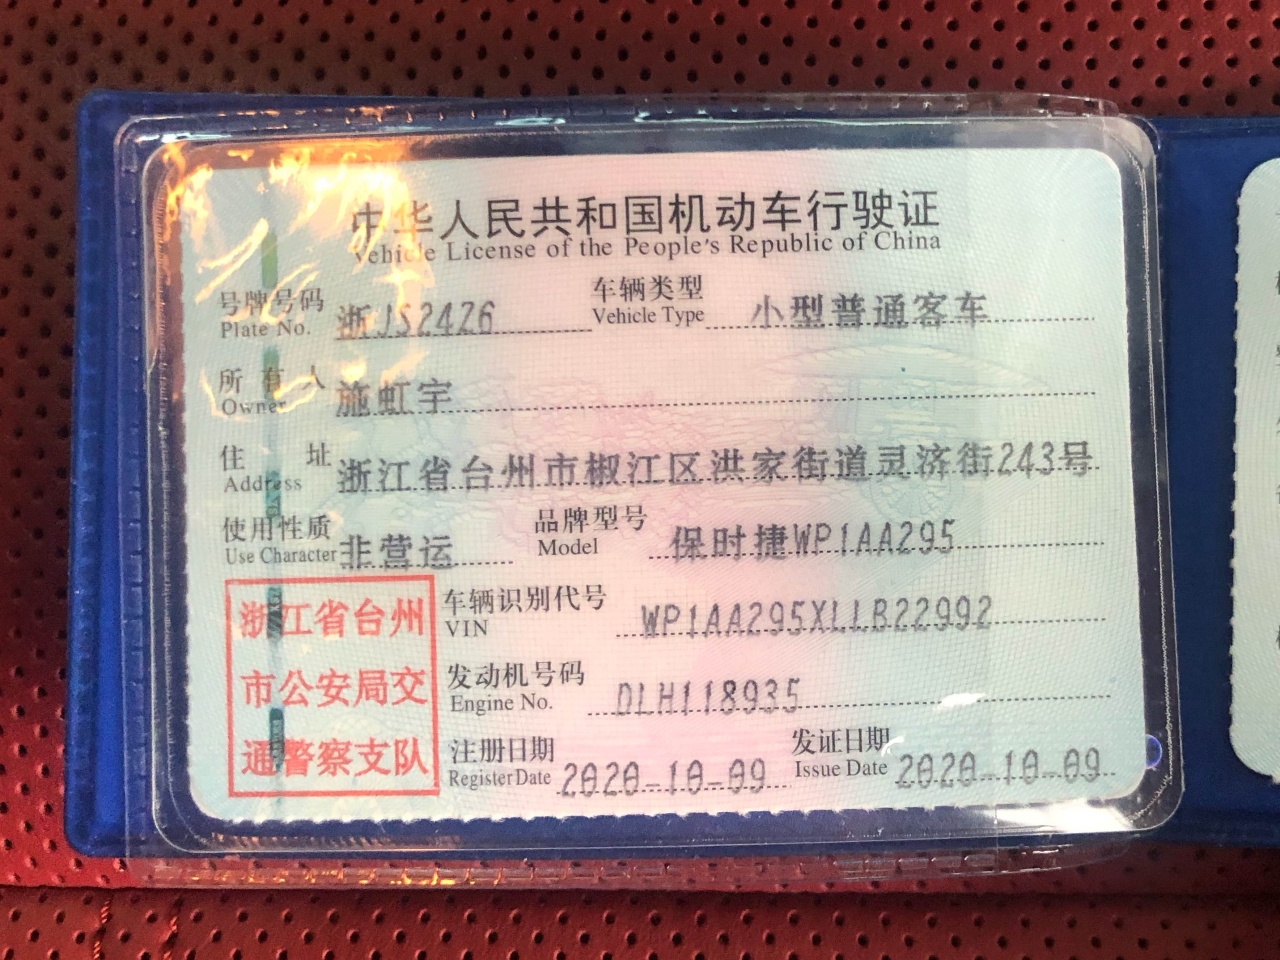 中华人民共和国机动车行驶证
Vehicle License of the People's Republic of China
号牌号码 浙JS2426 车辆类型 小型普通客车
Plate No. Vehicle Type
所有人 施虹宇
Owner
住址 浙江省台州市椒江区洪家街道灵济街243号
Address
使用性质 非营运 品牌型号 保时捷WP1AA295
Use Character Model
浙江省台州
市公安局交
通警察支队
车辆识别代号 WP1AA295XLLB22992
VIN
发动机号码 DLH118935
Engine No.
注册日期 2020-10-09 发证日期 2020-10-09
Register Date Issue Date